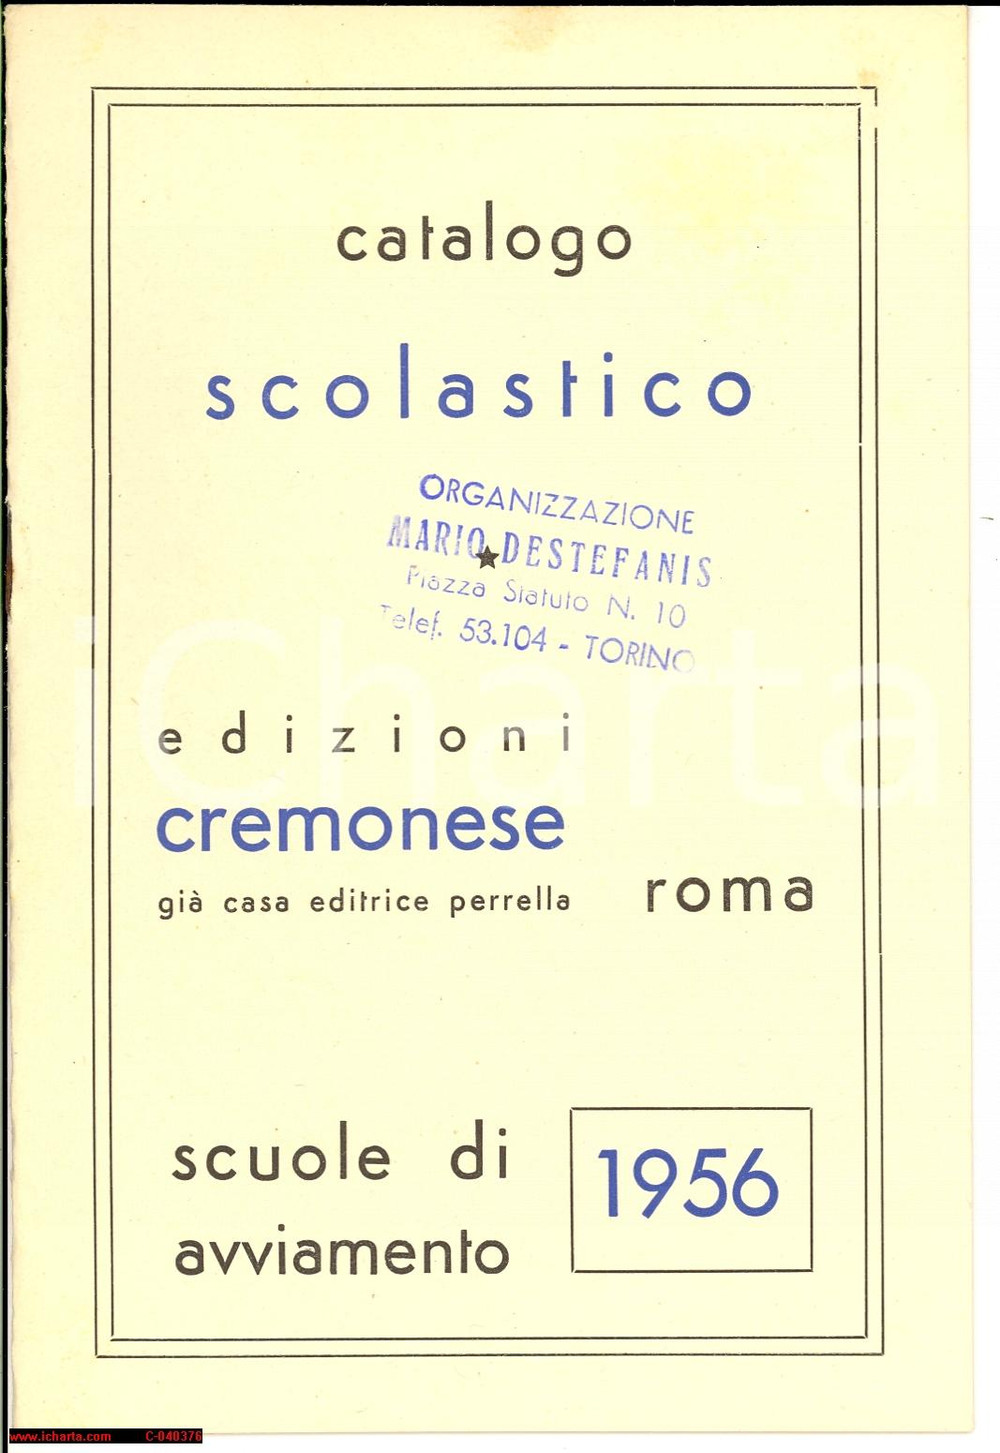 catalogo
scolastico
ORGANIZZAZIONE
MARIO DESTEFANIS
Piazza Statuto N. 10
Telef. 53.104 - TORINO
edizioni
cremonese
già casa editrice perrella
roma
scuole di
avviamento
1956
iCharta
www.icharta.com C-040376